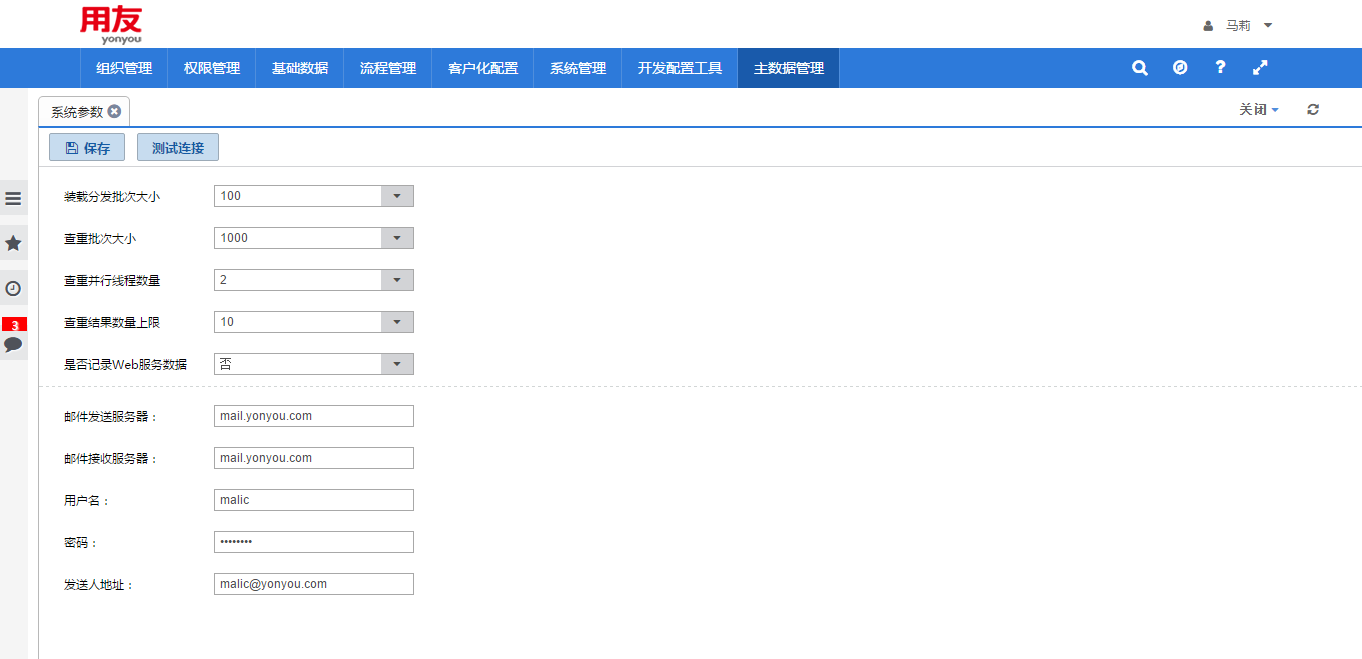 用友
yonyou
马莉
组织管理 权限管理 基础数据 流程管理 客户化配置 系统管理 开发配置工具 主数据管理
系统参数 关闭
保存 测试连接
装载分发批次大小 100
查重批次大小 1000
查重并行线程数量 2
查重结果数量上限 10
3
是否记录Web服务数据 否
邮件发送服务器： mail.yonyou.com
邮件接收服务器： mail.yonyou.com
用户名： malic
密码： ••••••••
发送人地址： malic@yonyou.com